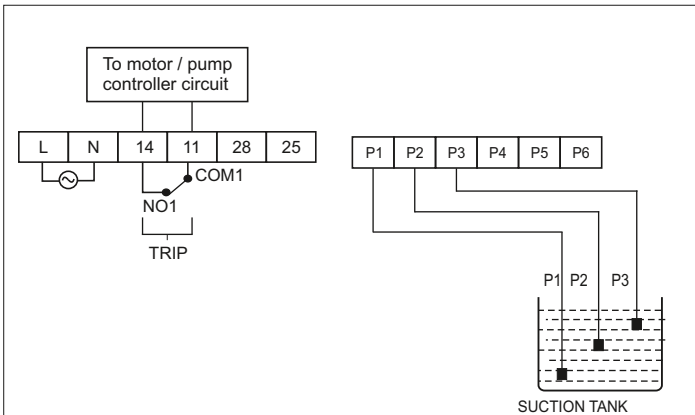 To motor / pump
controller circuit
L N 14 11 28 25
COM1
NO1
TRIP
P1 P2 P3 P4 P5 P6
P1 P2 P3
SUCTION TANK